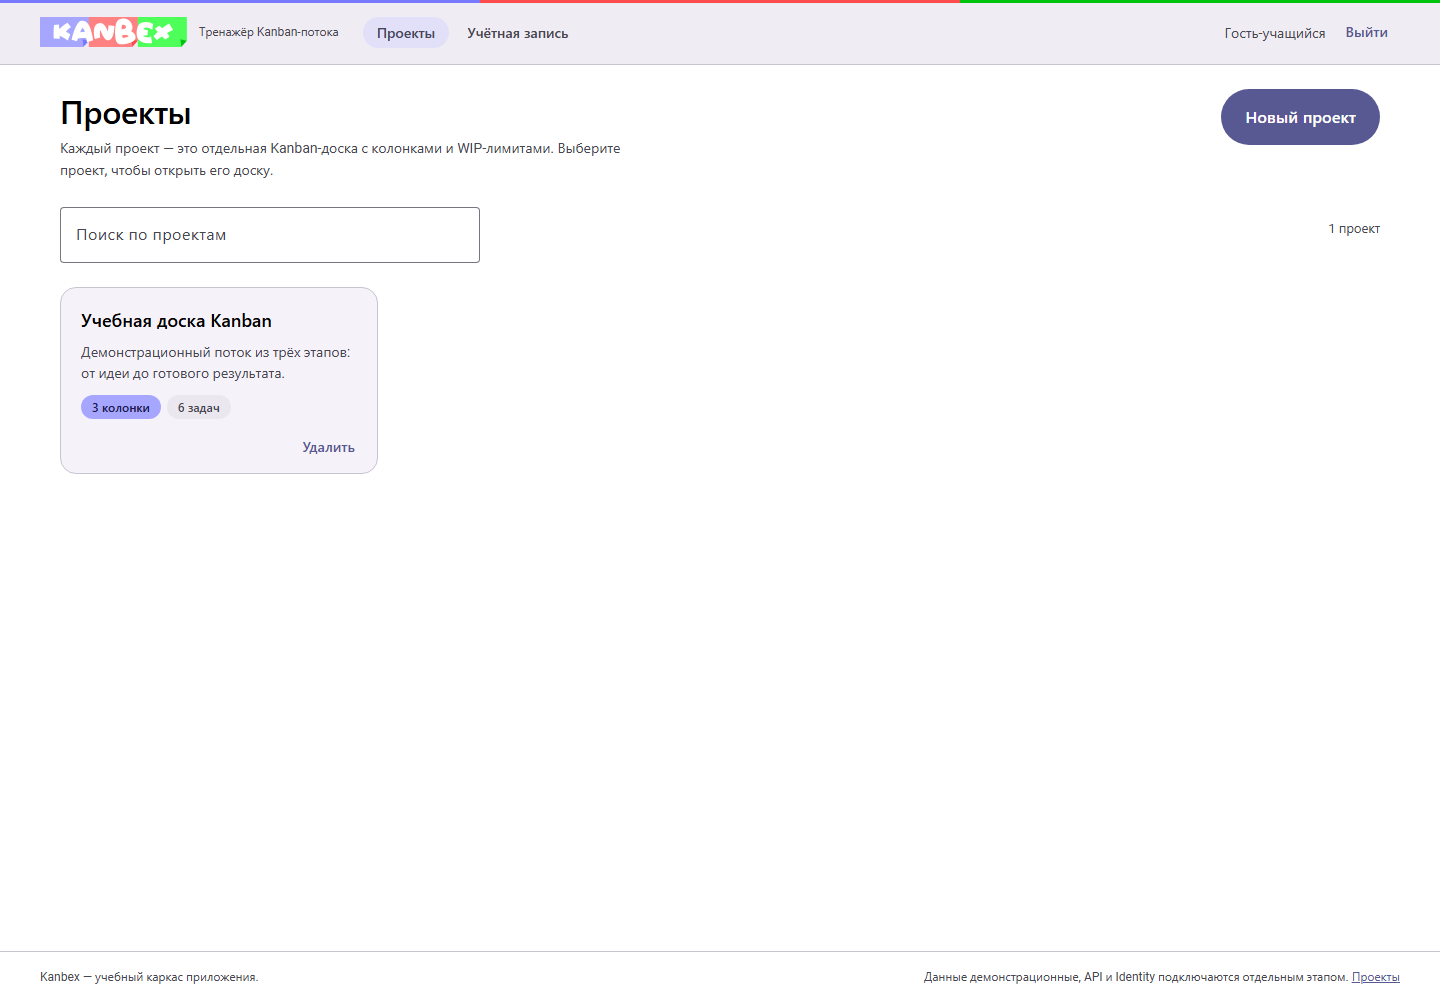 KANBEX Тренажёр Kanban-потока Проекты Учётная запись Гость-учащийся Выйти
Проекты
Новый проект
Каждый проект — это отдельная Kanban-доска с колонками и WIP-лимитами. Выберите
проект, чтобы открыть его доску.
Поиск по проектам
1 проект
Учебная доска Kanban
Демонстрационный поток из трёх этапов:
от идеи до готового результата.
3 колонки 6 задач
Удалить
Kanbex — учебный каркас приложения. Данные демонстрационные, API и Identity подключаются отдельным этапом. Проекты